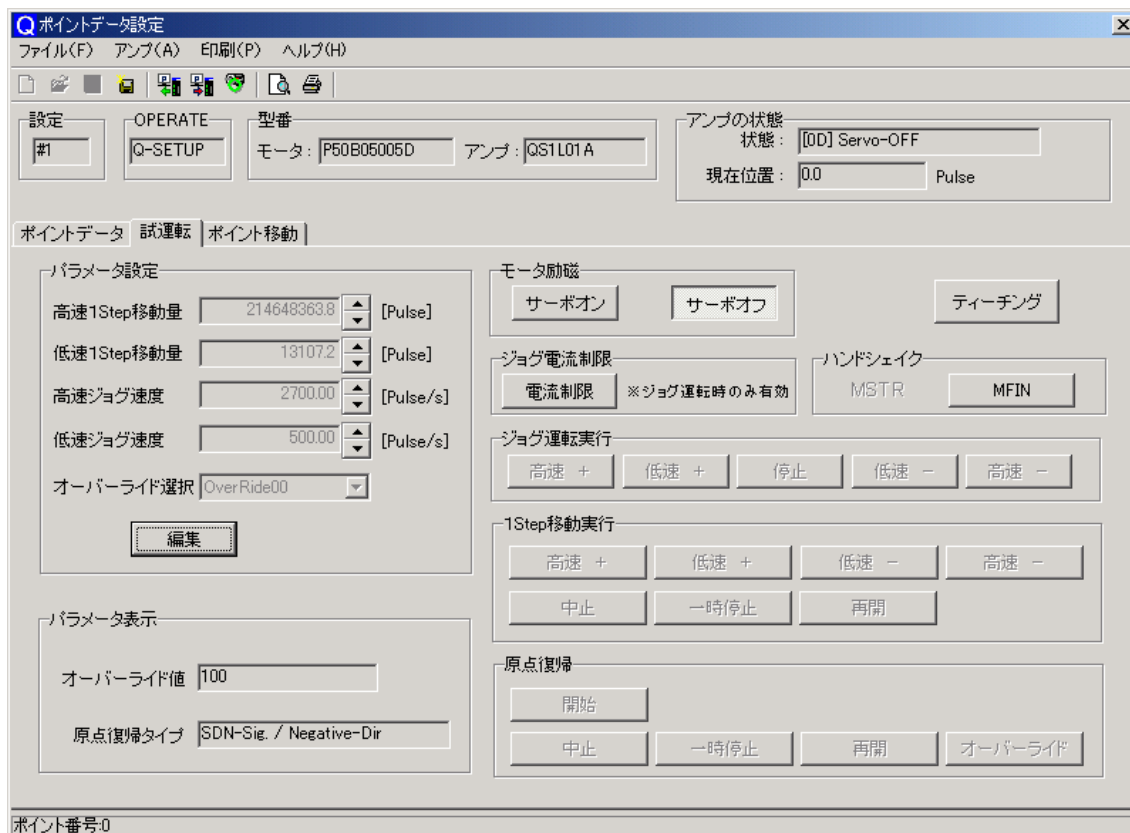 Q ポイントデータ設定
ファイル(F) アンプ(A) 印刷(P) ヘルプ(H)
設定 OPERATE 型番 アンプの状態
#1 Q-SETUP モータ: P50B05005D アンプ: QS1L01A 状態: [0D] Servo-OFF
現在位置: 0.0 Pulse
ポイントデータ 試運転 ポイント移動
パラメータ設定
高速1Step移動量 214648363.8 [Pulse]
低速1Step移動量 13107.2 [Pulse]
高速ジョグ速度 2700.00 [Pulse/s]
低速ジョグ速度 500.00 [Pulse/s]
オーバーライド選択 OverRide00
編集
パラメータ表示
オーバーライド値 100
原点復帰タイプ SDN-Sig. / Negative-Dir
モータ励磁
サーボオン サーボオフ ティーチング
ジョグ電流制限 ハンドシェイク
電流制限 ※ジョグ運転時のみ有効 MSTR MFIN
ジョグ運転実行
高速 + 低速 + 停止 低速 - 高速 -
1Step移動実行
高速 + 低速 + 低速 - 高速 -
中止 一時停止 再開
原点復帰
開始
中止 一時停止 再開 オーバーライド
ポイント番号:0